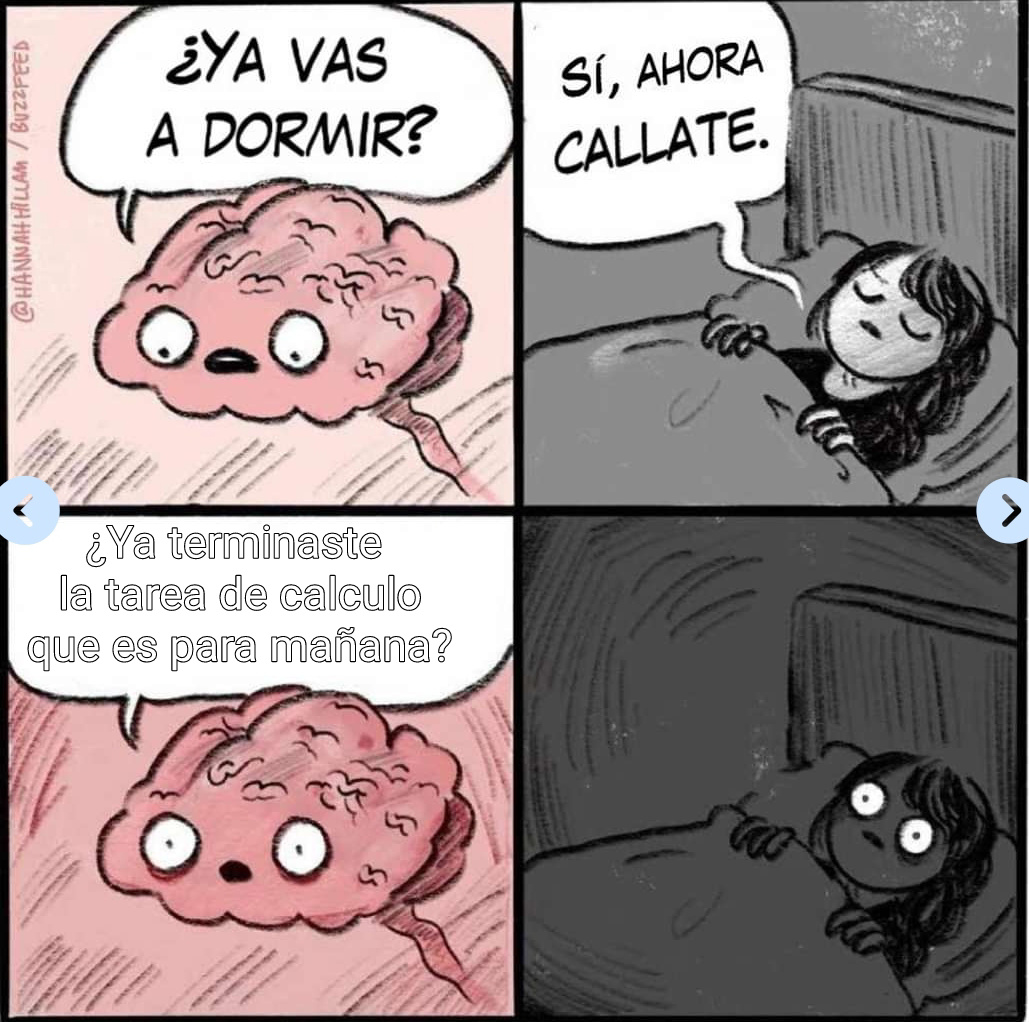 @HANNAHHILLAM / BUZZFEED
¿YA VAS
A DORMIR?
SÍ, AHORA
CALLATE.
¿Ya terminaste
la tarea de calculo
que es para mañana?